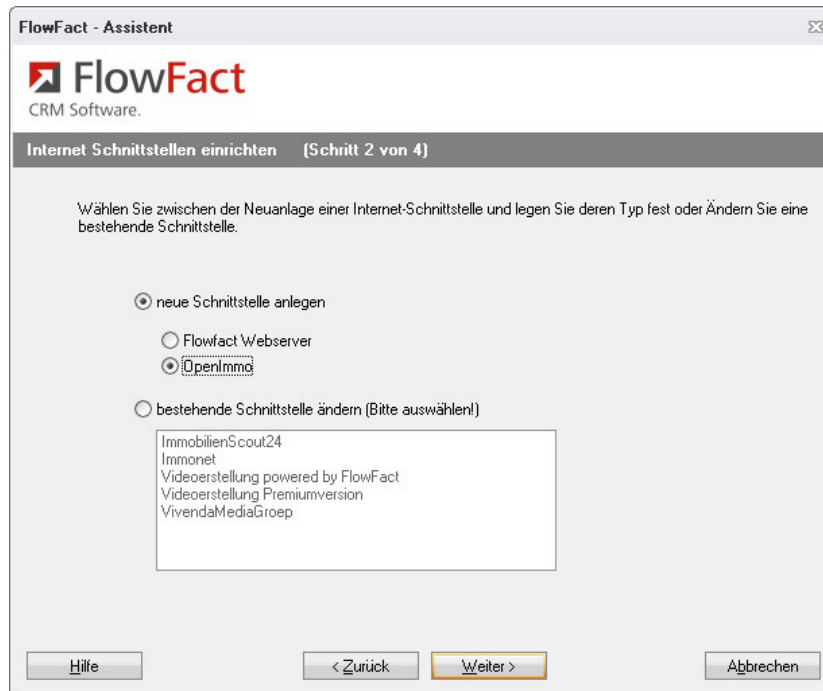 FlowFact - Assistent
FlowFact
CRM Software.
Internet Schnittstellen einrichten (Schritt 2 von 4)
Wählen Sie zwischen der Neuanlage einer Internet-Schnittstelle und legen Sie deren Typ fest oder Ändern Sie eine
bestehende Schnittstelle.
neue Schnittstelle anlegen
Flowfact Webserver
OpenImmo
bestehende Schnittstelle ändern (Bitte auswählen!)
ImmobilienScout24
Immonet
Videoerstellung powered by FlowFact
Videoerstellung Premiumversion
VivendaMediaGroep
Hilfe < Zurück Weiter > Abbrechen